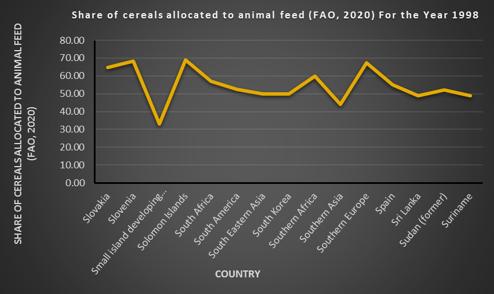 Share of cereals allocated to animal feed (FAO, 2020) For the Year 1998
SHARE OF CEREALS ALLOCATED TO ANIMAL FEED
(FAO, 2020)
80.00
70.00
60.00
50.00
40.00
30.00
20.00
10.00
0.00
Slovakia
Slovenia
Small island developing...
Solomon Islands
South Africa
South America
South Eastern Asia
South Korea
Southern Africa
Southern Asia
Southern Europe
Spain
Sri Lanka
Sudan (former)
Suriname
COUNTRY